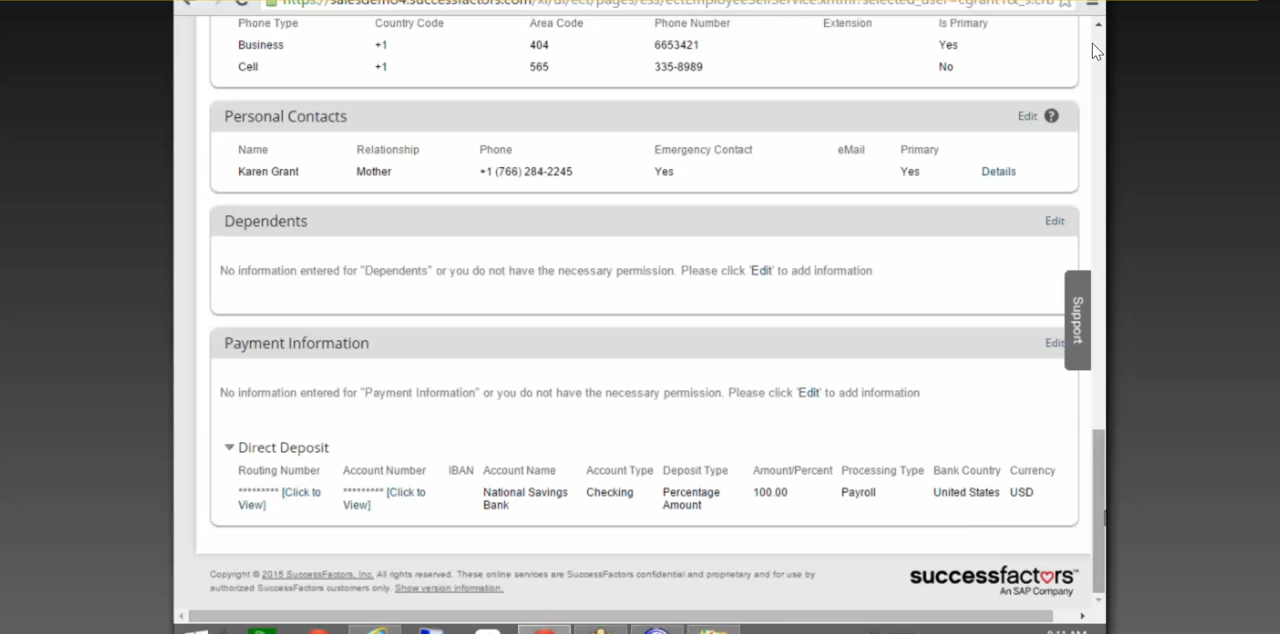 Phone Type Country Code Area Code Phone Number Extension Is Primary
Business +1 404 6653421 Yes
Cell +1 565 335-8989 No
Personal Contacts Edit ?
Name Relationship Phone Emergency Contact eMail Primary
Karen Grant Mother +1 (766) 284-2245 Yes Yes Details
Dependents Edit
No information entered for "Dependents" or you do not have the necessary permission. Please click 'Edit' to add information
Support
Payment Information Edit
No information entered for "Payment Information" or you do not have the necessary permission. Please click 'Edit' to add information
Direct Deposit
Routing Number Account Number IBAN Account Name Account Type Deposit Type Amount/Percent Processing Type Bank Country Currency
********* [Click to ********* [Click to National Savings Checking Percentage 100.00 Payroll United States USD
View] View] Bank Amount
Copyright © 2015 SuccessFactors, Inc. All rights reserved. These online services are SuccessFactors confidential and proprietary and for use by
authorized SuccessFactors customers only. Show version information.
successfactors™
An SAP Company